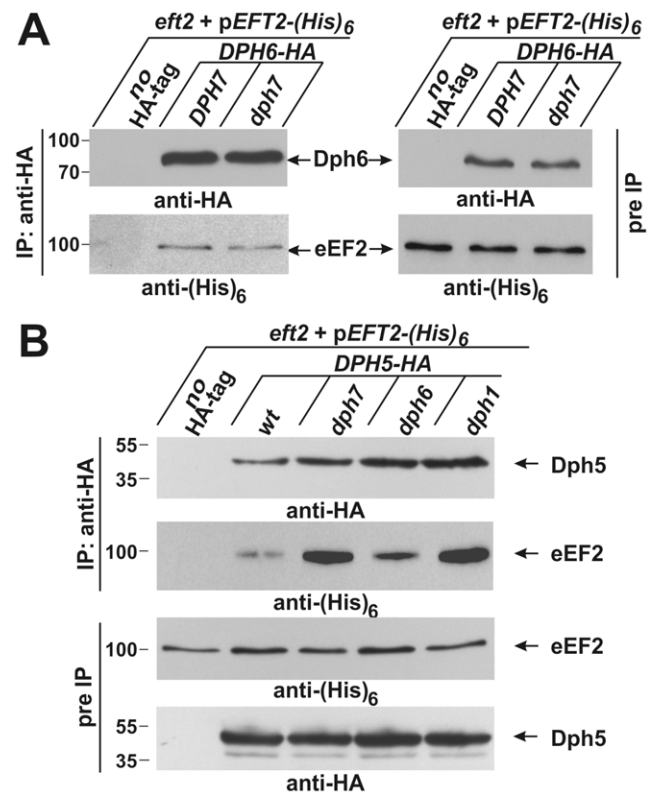 A
eft2 + pEFT2-(His)6
eft2 + pEFT2-(His)6
DPH6-HA
DPH6-HA
no HA-tag
DPH7
dph7
no HA-tag
DPH7
dph7
IP: anti-HA
100
70
Dph6
anti-HA
anti-HA
pre IP
100
eEF2
anti-(His)6
anti-(His)6
B
eft2 + pEFT2-(His)6
DPH5-HA
no HA-tag
wt
dph7
dph6
dph1
IP: anti-HA
55
35
Dph5
anti-HA
100
eEF2
anti-(His)6
pre IP
100
eEF2
anti-(His)6
55
35
Dph5
anti-HA